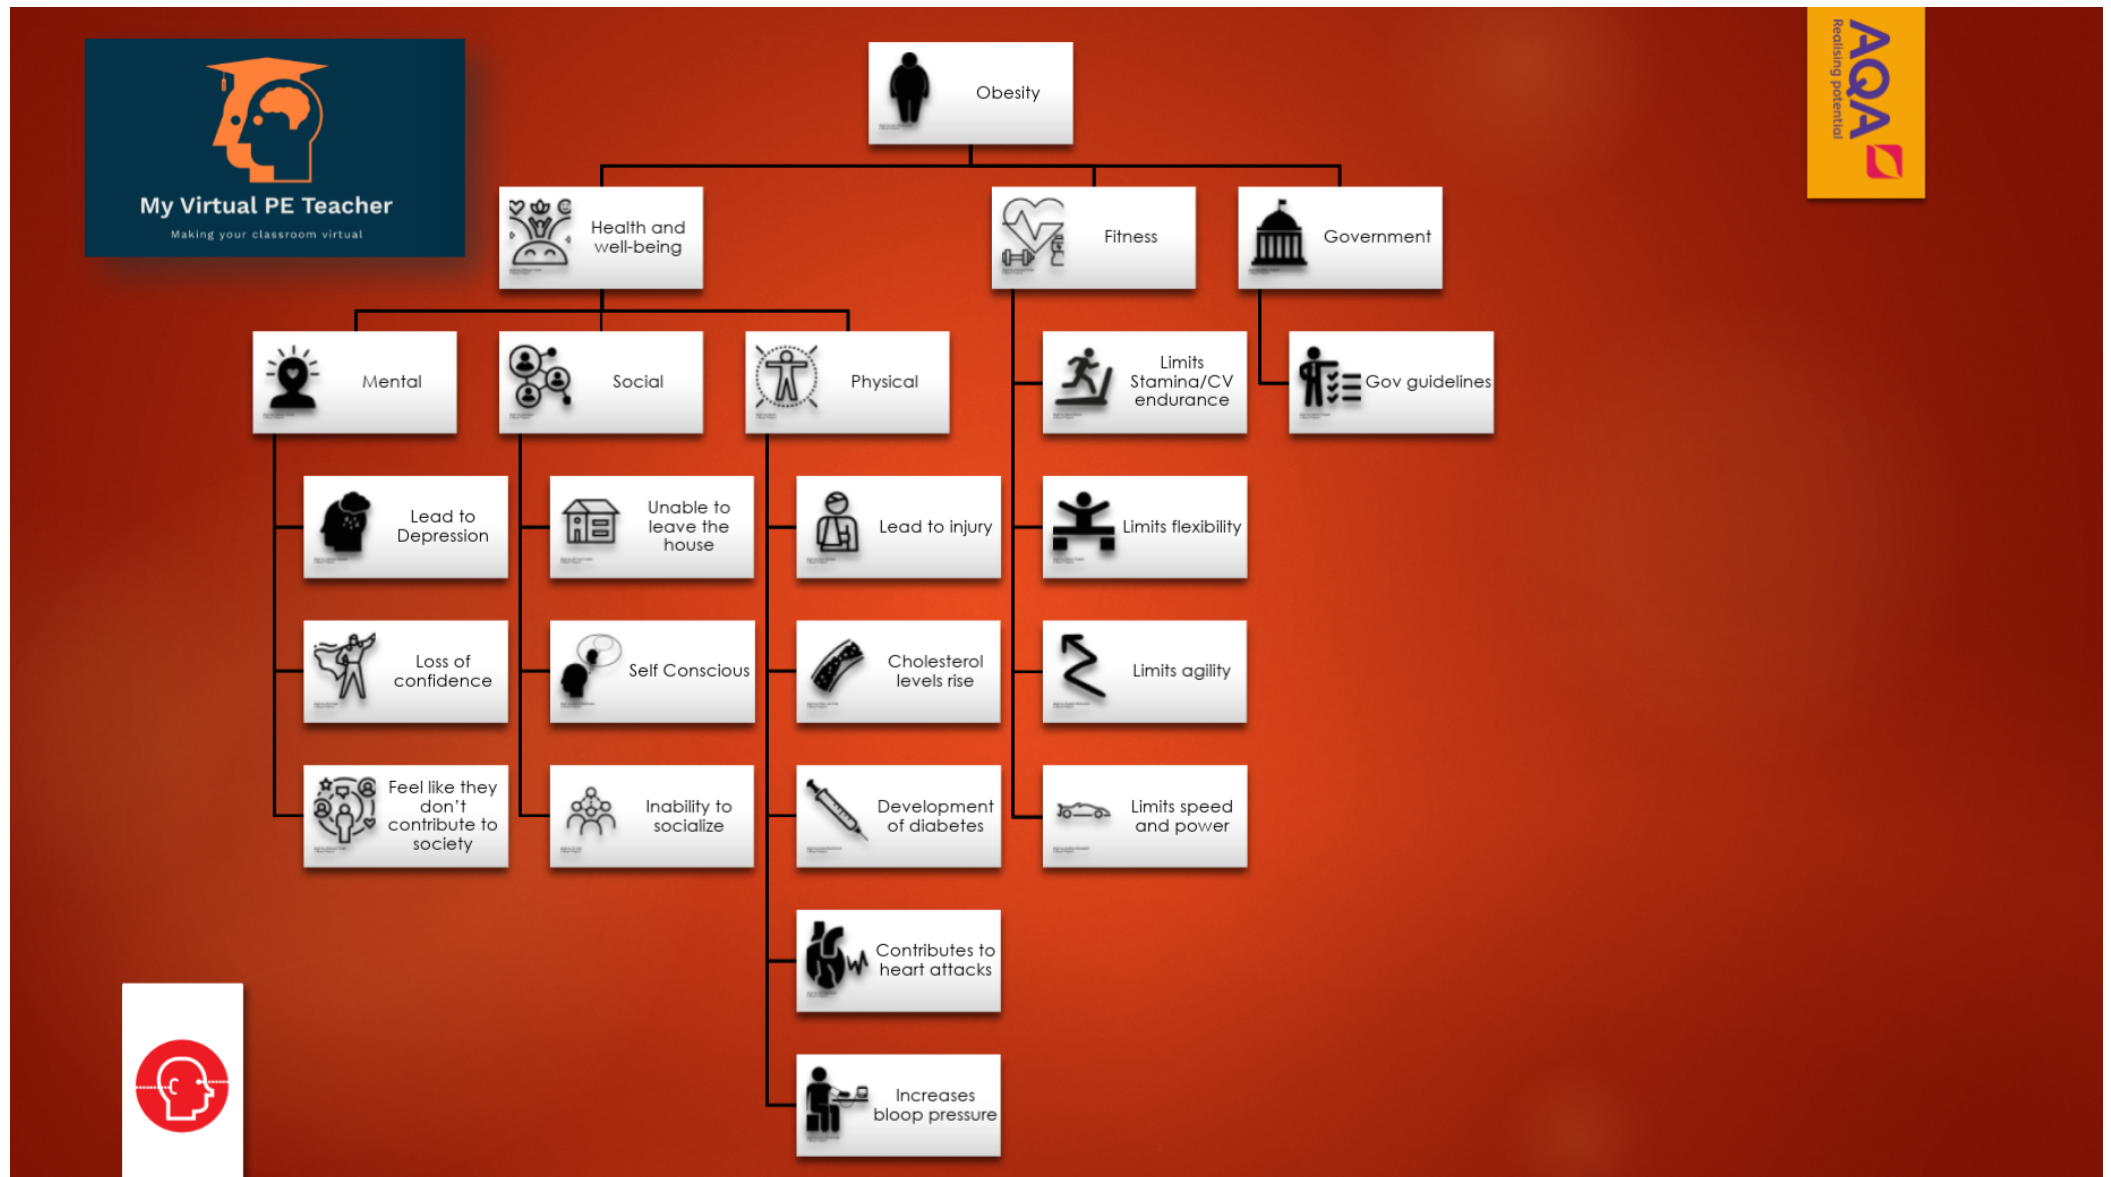 My Virtual PE Teacher
Making your classroom virtual
AQA
Realising potential
Obesity
Health and
well-being
Fitness
Government
Mental
Social
Physical
Limits
Stamina/CV
endurance
Gov guidelines
Lead to
Depression
Unable to
leave the
house
Lead to injury
Limits flexibility
Loss of
confidence
Self Conscious
Cholesterol
levels rise
Limits agility
Feel like they
don't
contribute to
society
Inability to
socialize
Development
of diabetes
Limits speed
and power
Contributes to
heart attacks
Increases
bloop pressure